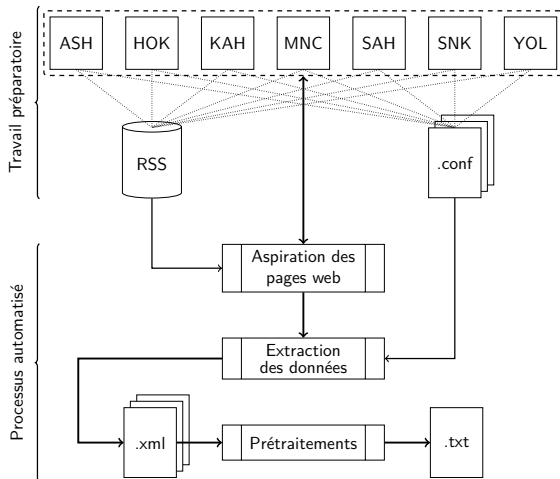 Travail préparatoire
ASH HOK KAH MNC SAH SNK YOL
RSS
.conf
Processus automatisé
Aspiration des
pages web
Extraction
des données
.xml
Prétraitements
.txt